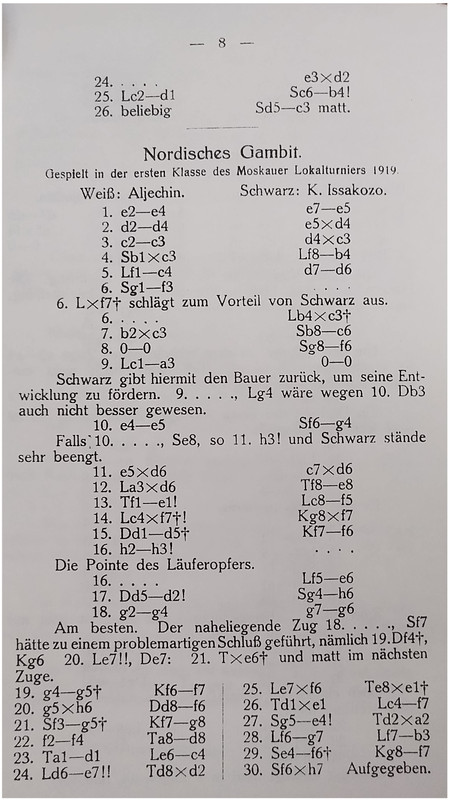 — 8 —
24. . . . . e3×d2
25. Lc2—d1 Sc6—b4!
26. beliebig Sd5—c3 matt.
Nordisches Gambit.
Gespielt in der ersten Klasse des Moskauer Lokalturniers 1919.
Weiß: Aljechin. Schwarz: K. Issakozo.
1. e2—e4 e7—e5
2. d2—d4 e5×d4
3. c2—c3 d4×c3
4. Sb1×c3 Lf8—b4
5. Lf1—c4 d7—d6
6. Sg1—f3 . . . .
6. L×f7† schlägt zum Vorteil von Schwarz aus.
6. . . . . Lb4×c3†
7. b2×c3 Sb8—c6
8. 0—0 Sg8—f6
9. Lc1—a3 0—0
Schwarz gibt hiermit den Bauer zurück, um seine Ent-
wicklung zu fördern. 9. . . . ., Lg4 wäre wegen 10. Db3
auch nicht besser gewesen.
10. e4—e5 Sf6—g4
Falls 10. . . . ., Se8, so 11. h3! und Schwarz stände
sehr beengt.
11. e5×d6 c7×d6
12. La3×d6 Tf8—e8
13. Tf1—e1! Lc8—f5
14. Lc4×f7†! Kg8×f7
15. Dd1—d5† Kf7—f6
16. h2—h3! . . . .
Die Pointe des Läuferopfers.
16. . . . . Lf5—e6
17. Dd5—d2! Sg4—h6
18. g2—g4 g7—g6
Am besten. Der naheliegende Zug 18. . . . ., Sf7
hätte zu einem problemartigen Schluß geführt, nämlich 19.Df4†,
Kg6 20. Le7!!, De7: 21. T×e6† und matt im nächsten
Zuge.
19. g4—g5† Kf6—f7
20. g5×h6 Dd8—f6
21. Sf3—g5† Kf7—g8
22. f2—f4 Ta8—d8
23. Ta1—d1 Le6—c4
24. Ld6—e7!! Td8×d2
25. Le7×f6 Te8×e1†
26. Td1×e1 Lc4—f7
27. Sg5—e4! Td2×a2
28. Lf6—g7 Lf7—b3
29. Se4—f6† Kg8—f7
30. Sf6×h7 Aufgegeben.